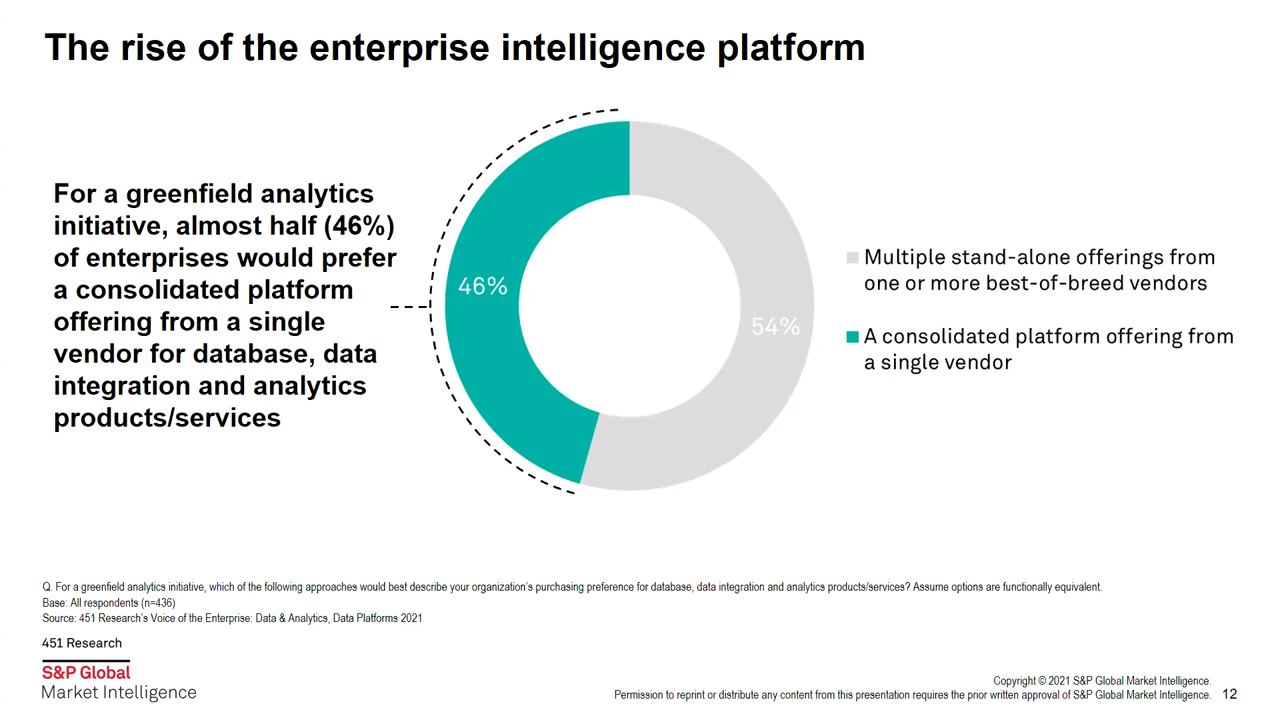 The rise of the enterprise intelligence platform
For a greenfield analytics
initiative, almost half (46%)
of enterprises would prefer
a consolidated platform
offering from a single
vendor for database, data
integration and analytics
products/services
46%
54%
Multiple stand-alone offerings from
one or more best-of-breed vendors
A consolidated platform offering from
a single vendor
Q. For a greenfield analytics initiative, which of the following approaches would best describe your organization's purchasing preference for database, data integration and analytics products/services? Assume options are functionally equivalent.
Base: All respondents (n=436)
Source: 451 Research's Voice of the Enterprise: Data & Analytics, Data Platforms 2021
451 Research
S&P Global
Market Intelligence
Copyright © 2021 S&P Global Market Intelligence.
Permission to reprint or distribute any content from this presentation requires the prior written approval of S&P Global Market Intelligence. 12